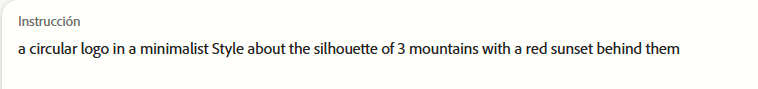 Instrucción
a circular logo in a minimalist Style about the silhouette of 3 mountains with a red sunset behind them